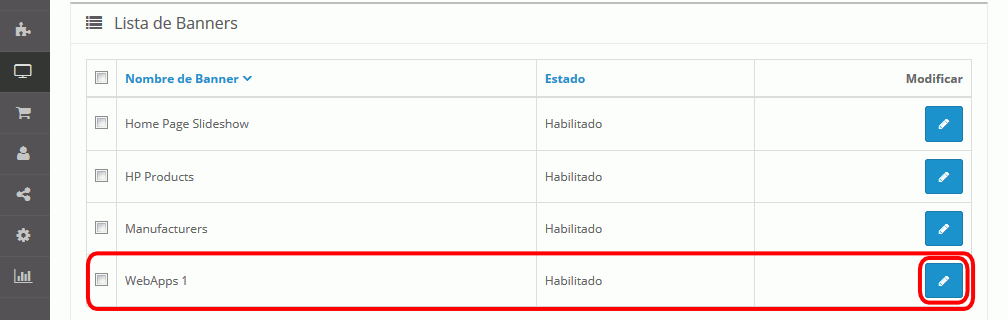 Lista de Banners
Nombre de Banner Estado Modificar
Home Page Slideshow Habilitado
HP Products Habilitado
Manufacturers Habilitado
WebApps 1 Habilitado